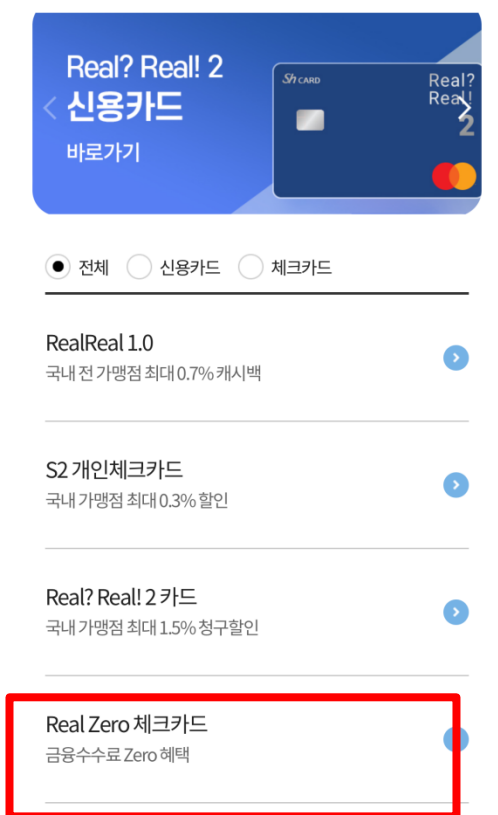 Real? Real! 2
신용카드
바로가기
Sh CARD
Real?
Real!
2
전체 신용카드 체크카드
RealReal 1.0
국내 전 가맹점 최대 0.7% 캐시백
S2 개인체크카드
국내 가맹점 최대 0.3% 할인
Real? Real! 2 카드
국내 가맹점 최대 1.5% 청구할인
Real Zero 체크카드
금융수수료 Zero 혜택